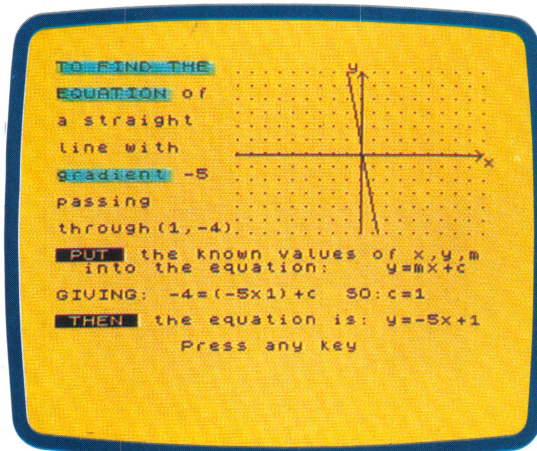 TO FIND THE
EQUATION of
a straight
line with
gradient -5
passing
through (1,-4)
y
x
PUT the known values of x,y,m
into the equation: y=mx+c
GIVING: -4=(-5x1)+c SO:c=1
THEN the equation is: y=-5x+1
Press any key